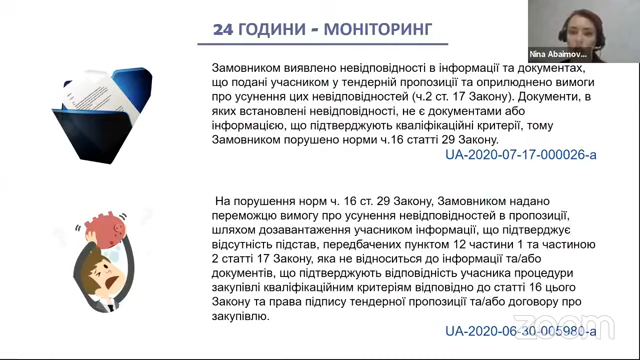 24 ГОДИНИ - МОНІТОРИНГ
Nina Abaimov...
Замовником виявлено невідповідності в інформації та документах,
що подані учасником у тендерній пропозиції та оприлюднено вимоги
про усунення цих невідповідностей (ч.2 ст. 17 Закону). Документи, в
яких встановлені невідповідності, не є документами або
інформацією, що підтверджують кваліфікаційні критерії, тому
Замовником порушено норми ч.16 статті 29 Закону.
UA-2020-07-17-000026-a
На порушення норм ч. 16 ст. 29 Закону, Замовником надано
переможцю вимогу про усунення невідповідностей в пропозиції,
шляхом дозавантаження учасником інформації, що підтверджує
відсутність підстав, передбачених пунктом 12 частини 1 та частиною
2 статті 17 Закону, яка не відноситься до інформації та/або
документів, що підтверджують відповідність учасника процедури
закупівлі кваліфікаційним критеріям відповідно до статті 16 цього
Закону та права підпису тендерної пропозиції та/або договору про
закупівлю.
UA-2020-06-30-005980-a
zoom